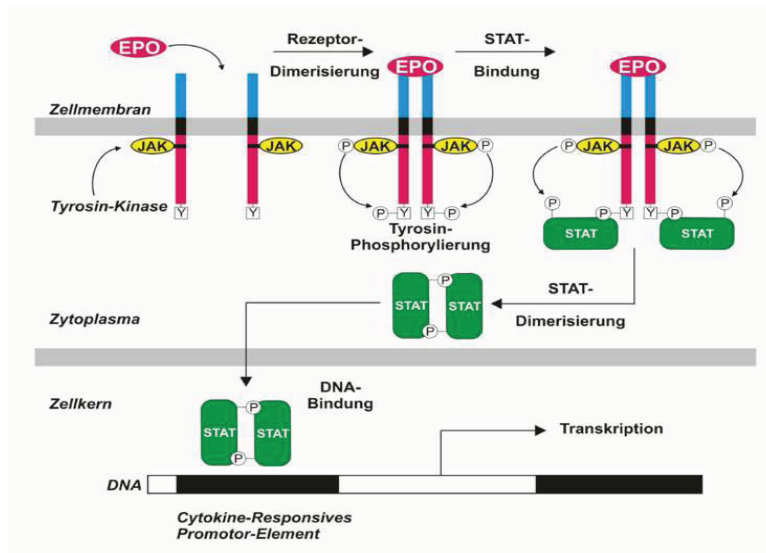 EPO
Rezeptor-
Dimerisierung
STAT-
Bindung
EPO
EPO
Zellmembran
JAK
JAK
P
JAK
JAK
P
P
JAK
JAK
P
Tyrosin-Kinase
Y
Y
P
Y
Y
P
Tyrosin-
Phosphorylierung
P
P
STAT
P
Y
Y
P
STAT
STAT-
Dimerisierung
STAT
P
P
STAT
Zytoplasma
Zellkern
DNA-
Bindung
STAT
P
P
STAT
Transkription
DNA
Cytokine-Responsives
Promotor-Element